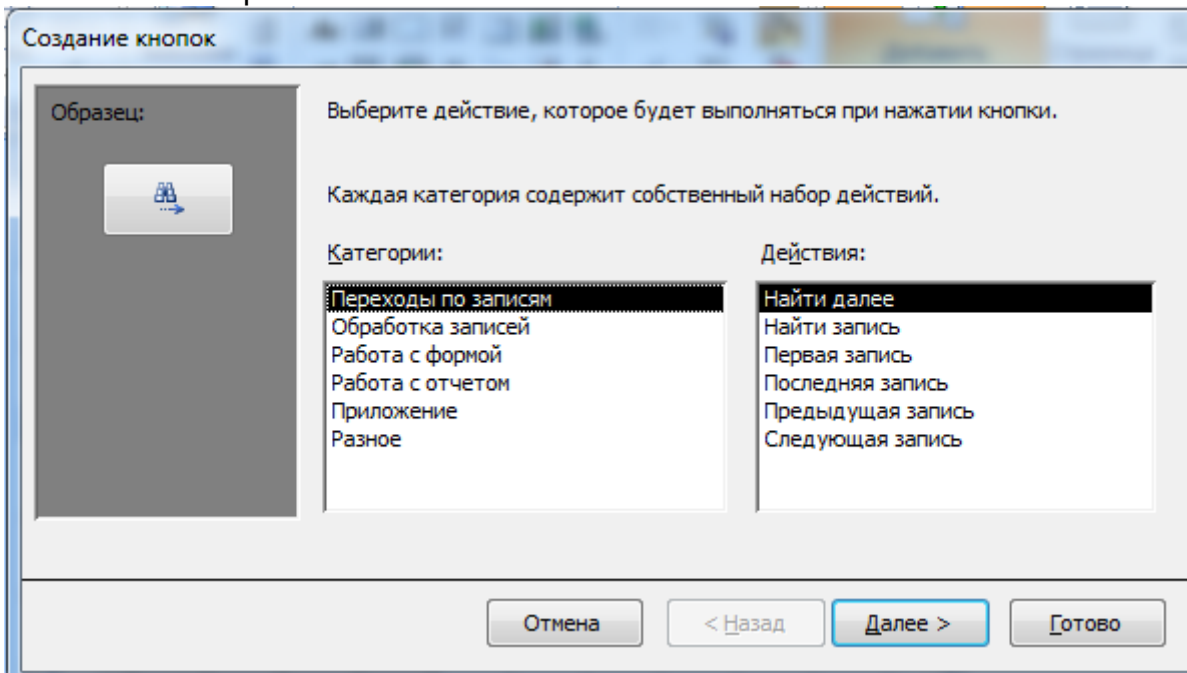 Создание кнопок
Образец:
Выберите действие, которое будет выполняться при нажатии кнопки.
Каждая категория содержит собственный набор действий.
Категории:
Действия:
Переходы по записям
Обработка записей
Работа с формой
Работа с отчетом
Приложение
Разное
Найти далее
Найти запись
Первая запись
Последняя запись
Предыдущая запись
Следующая запись
Отмена
< Назад
Далее >
Готово